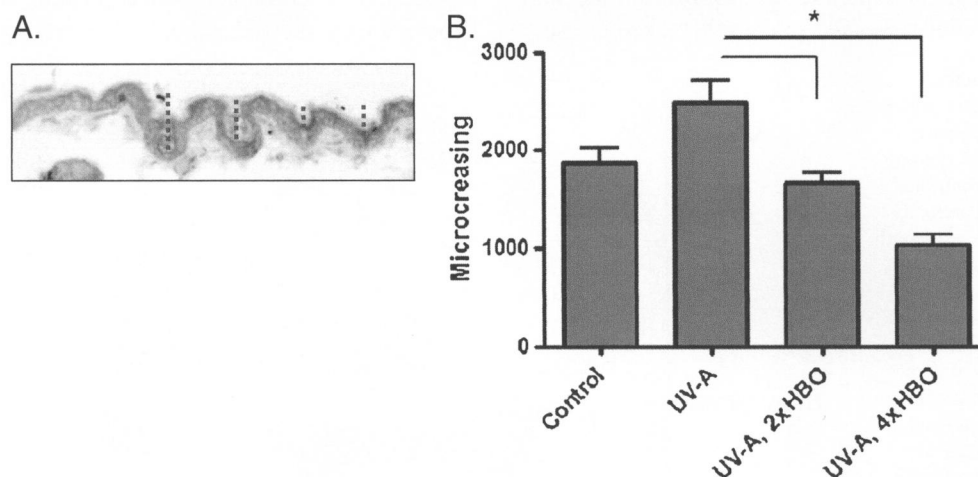 A.
B.
*
3000
2000
1000
0
Microcreasing
Control
UV-A
UV-A, 2x HBO
UV-A, 4x HBO